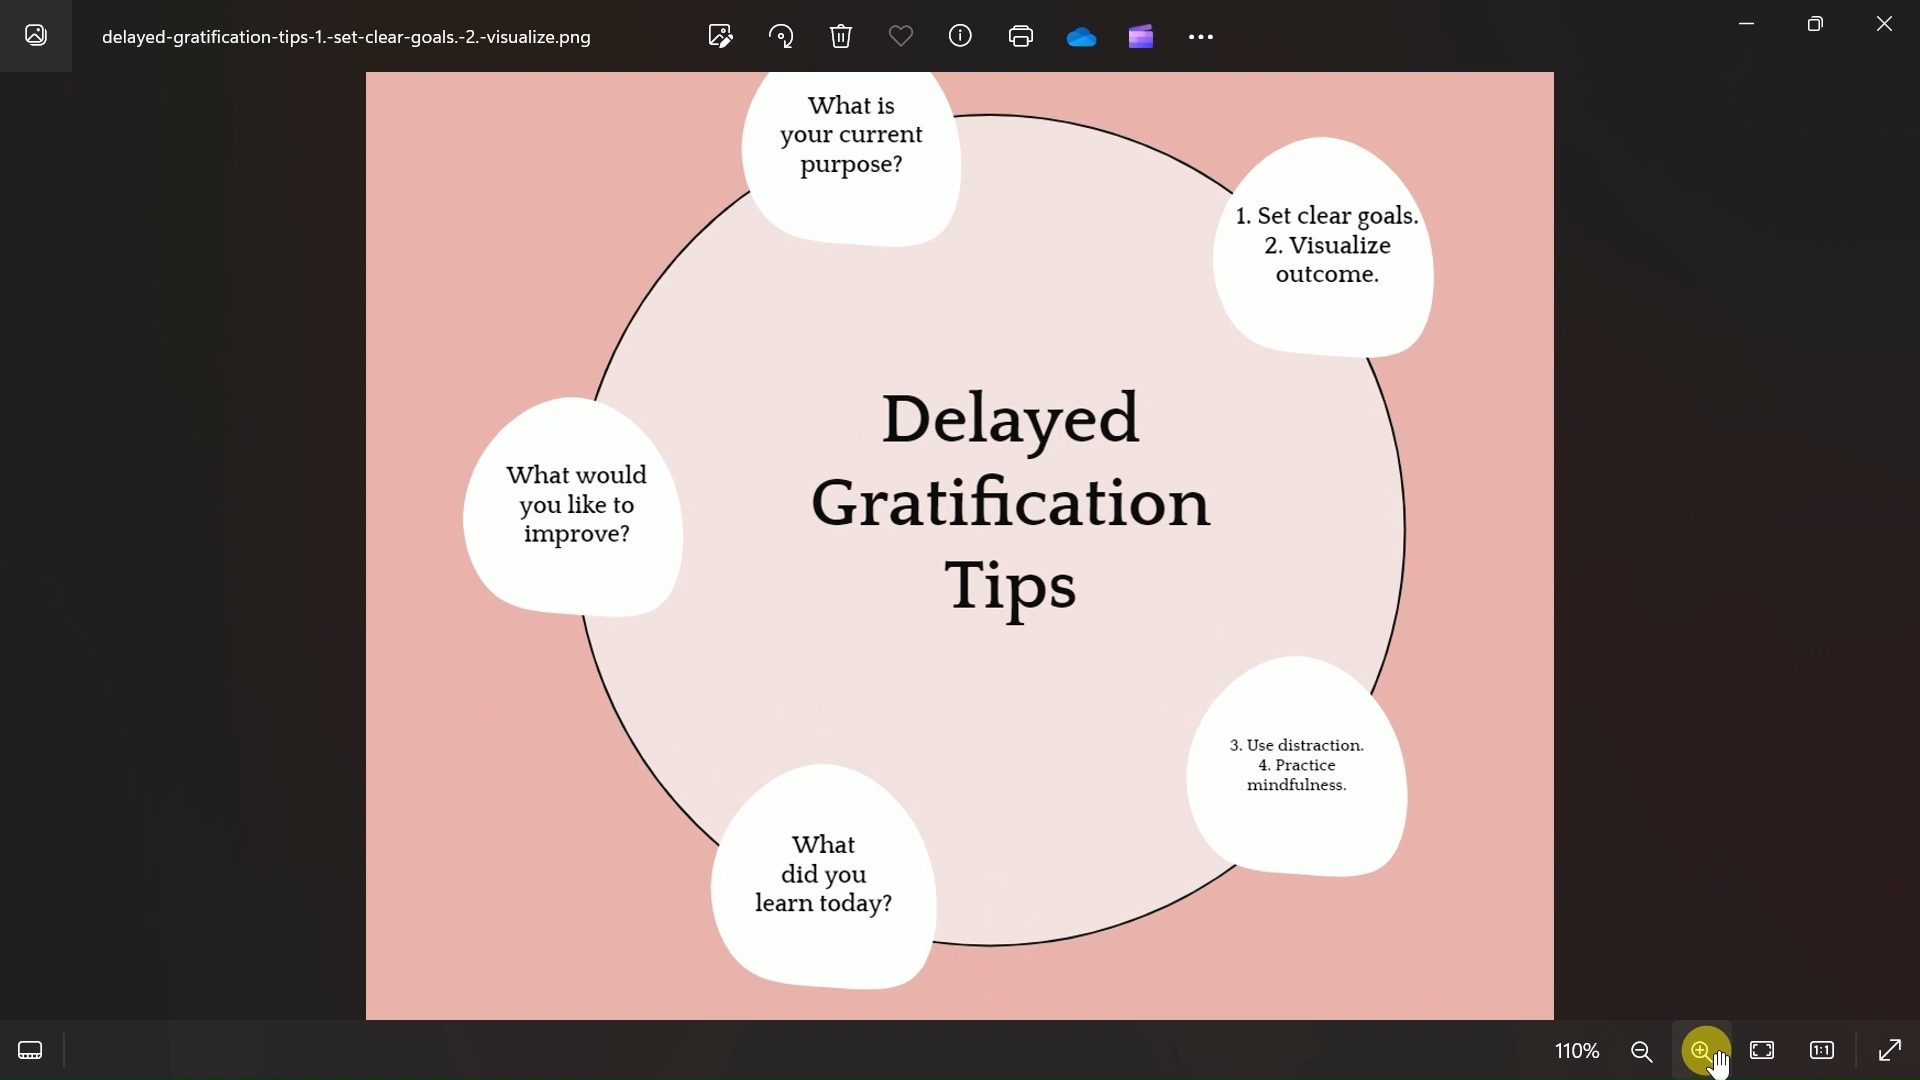 delayed-gratification-tips-1.-set-clear-goals.-2.-visualize.png
What is
your current
purpose?
1. Set clear goals.
2. Visualize
outcome.
What would
you like to
improve?
Delayed
Gratification
Tips
3. Use distraction.
4. Practice
mindfulness.
What
did you
learn today?
110%
1:1